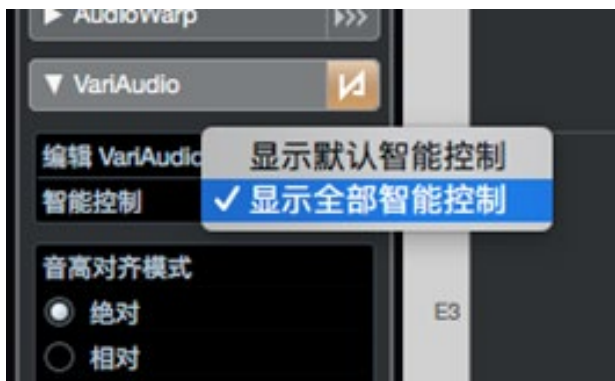 AudioWarp
VariAudio
编辑 VariAudio
显示默认智能控制
智能控制
✓ 显示全部智能控制
音高对齐模式
绝对
E3
相对